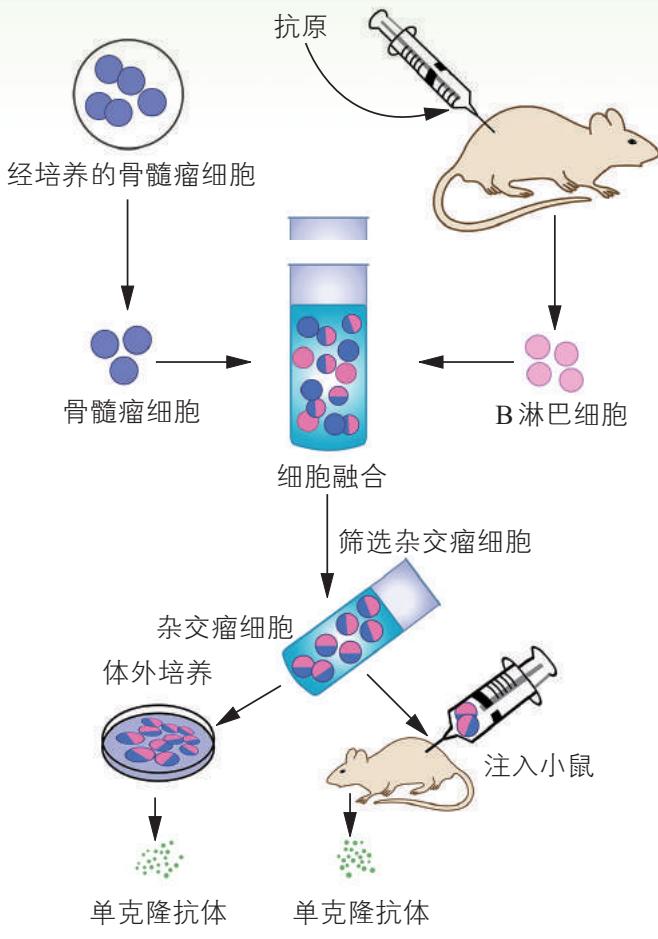 抗原
经培养的骨髓瘤细胞
骨髓瘤细胞
B淋巴细胞
细胞融合
筛选杂交瘤细胞
杂交瘤细胞
体外培养
注入小鼠
单克隆抗体
单克隆抗体